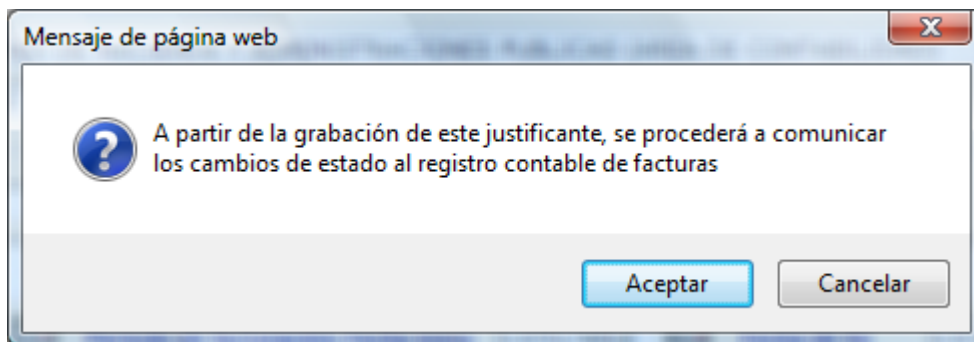 Mensaje de página web
A partir de la grabación de este justificante, se procederá a comunicar
los cambios de estado al registro contable de facturas
Aceptar
Cancelar